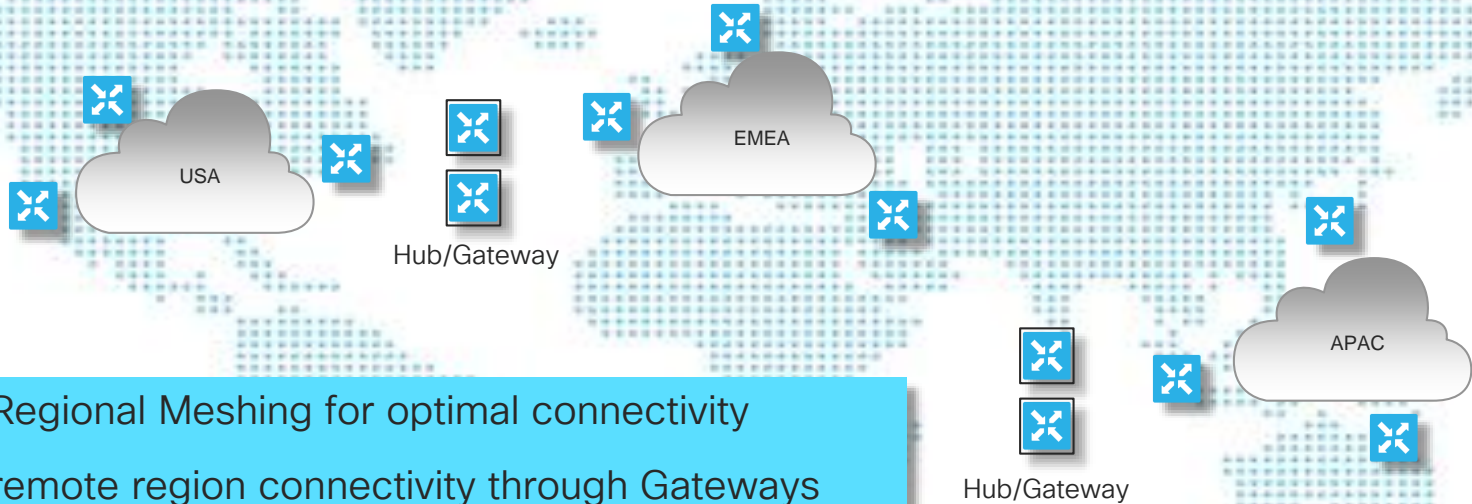 EMEA
USA
Hub/Gateway
APAC
Regional Meshing for optimal connectivity
remote region connectivity through Gateways
Hub/Gateway